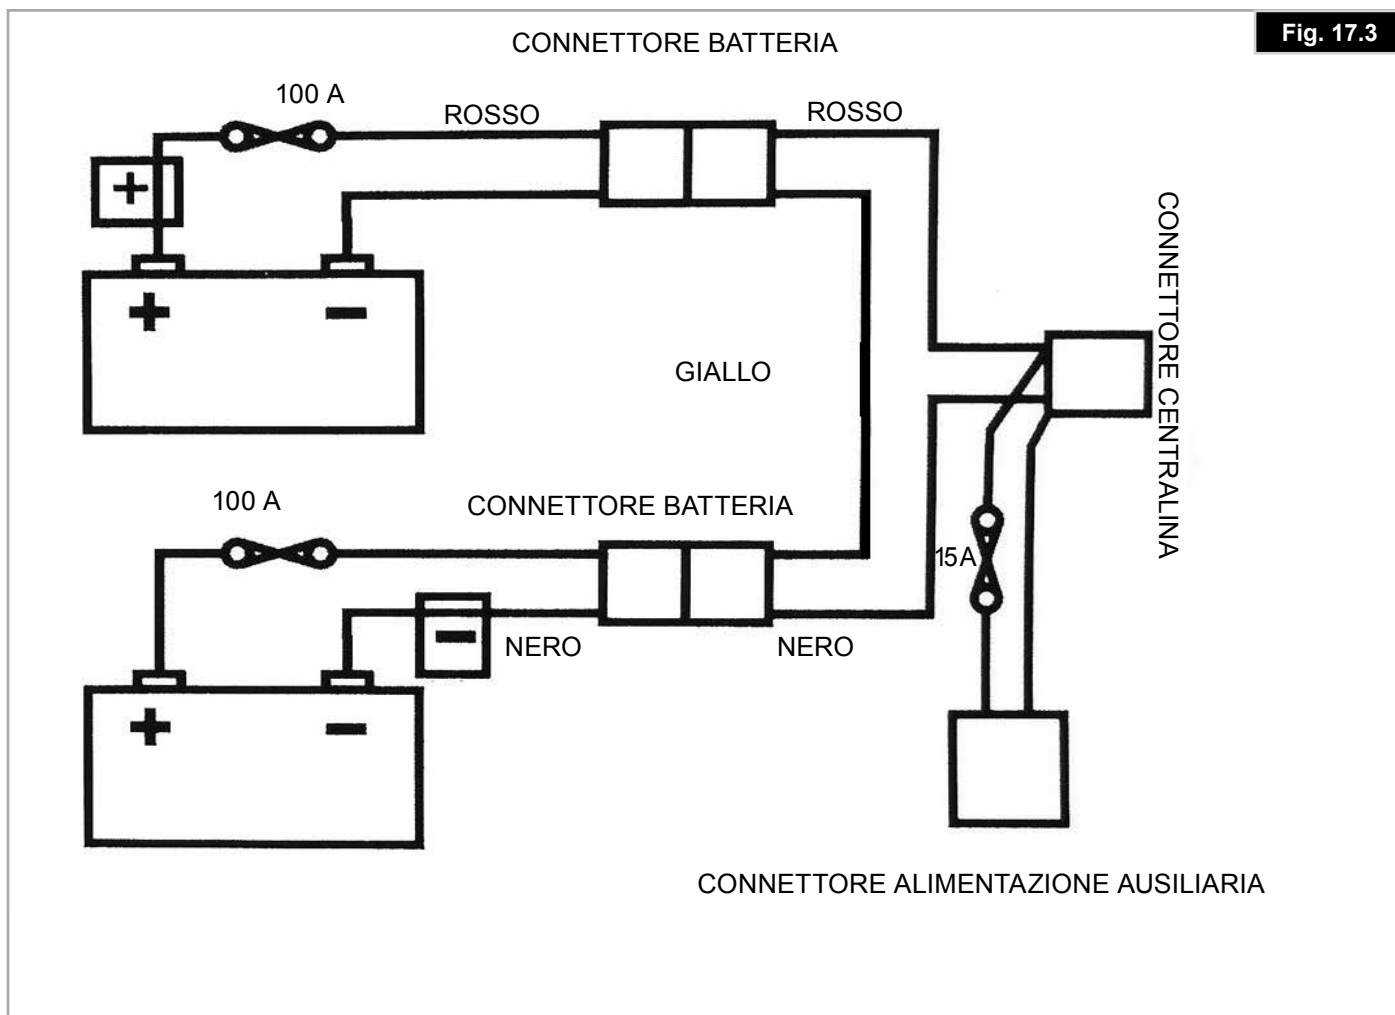 Fig. 17.3
CONNETTORE BATTERIA
100 A
ROSSO
ROSSO
+
+
−
CONNETTORE CENTRALINA
GIALLO
100 A
CONNETTORE BATTERIA
15A
−
NERO
NERO
+
−
CONNETTORE ALIMENTAZIONE AUSILIARIA